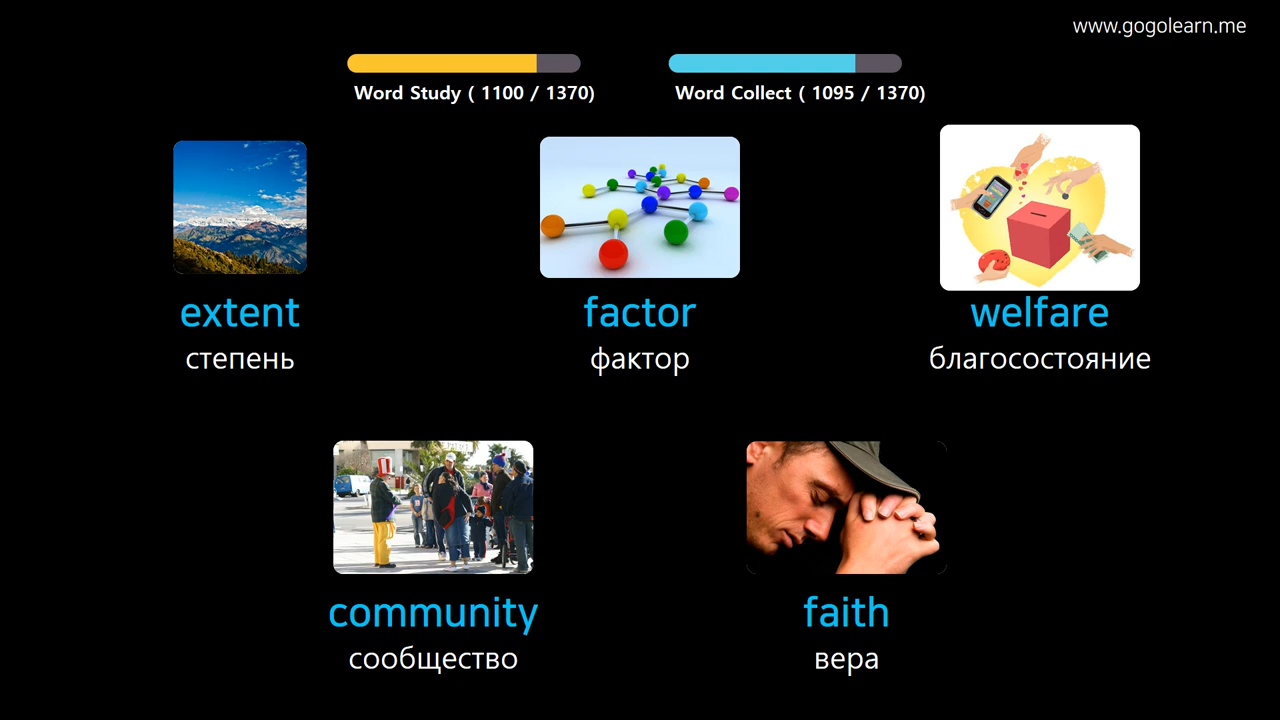 www.gogolearn.me
Word Study ( 1100 / 1370)
Word Collect ( 1095 / 1370)
extent
степень
factor
фактор
welfare
благосостояние
community
сообщество
faith
вера